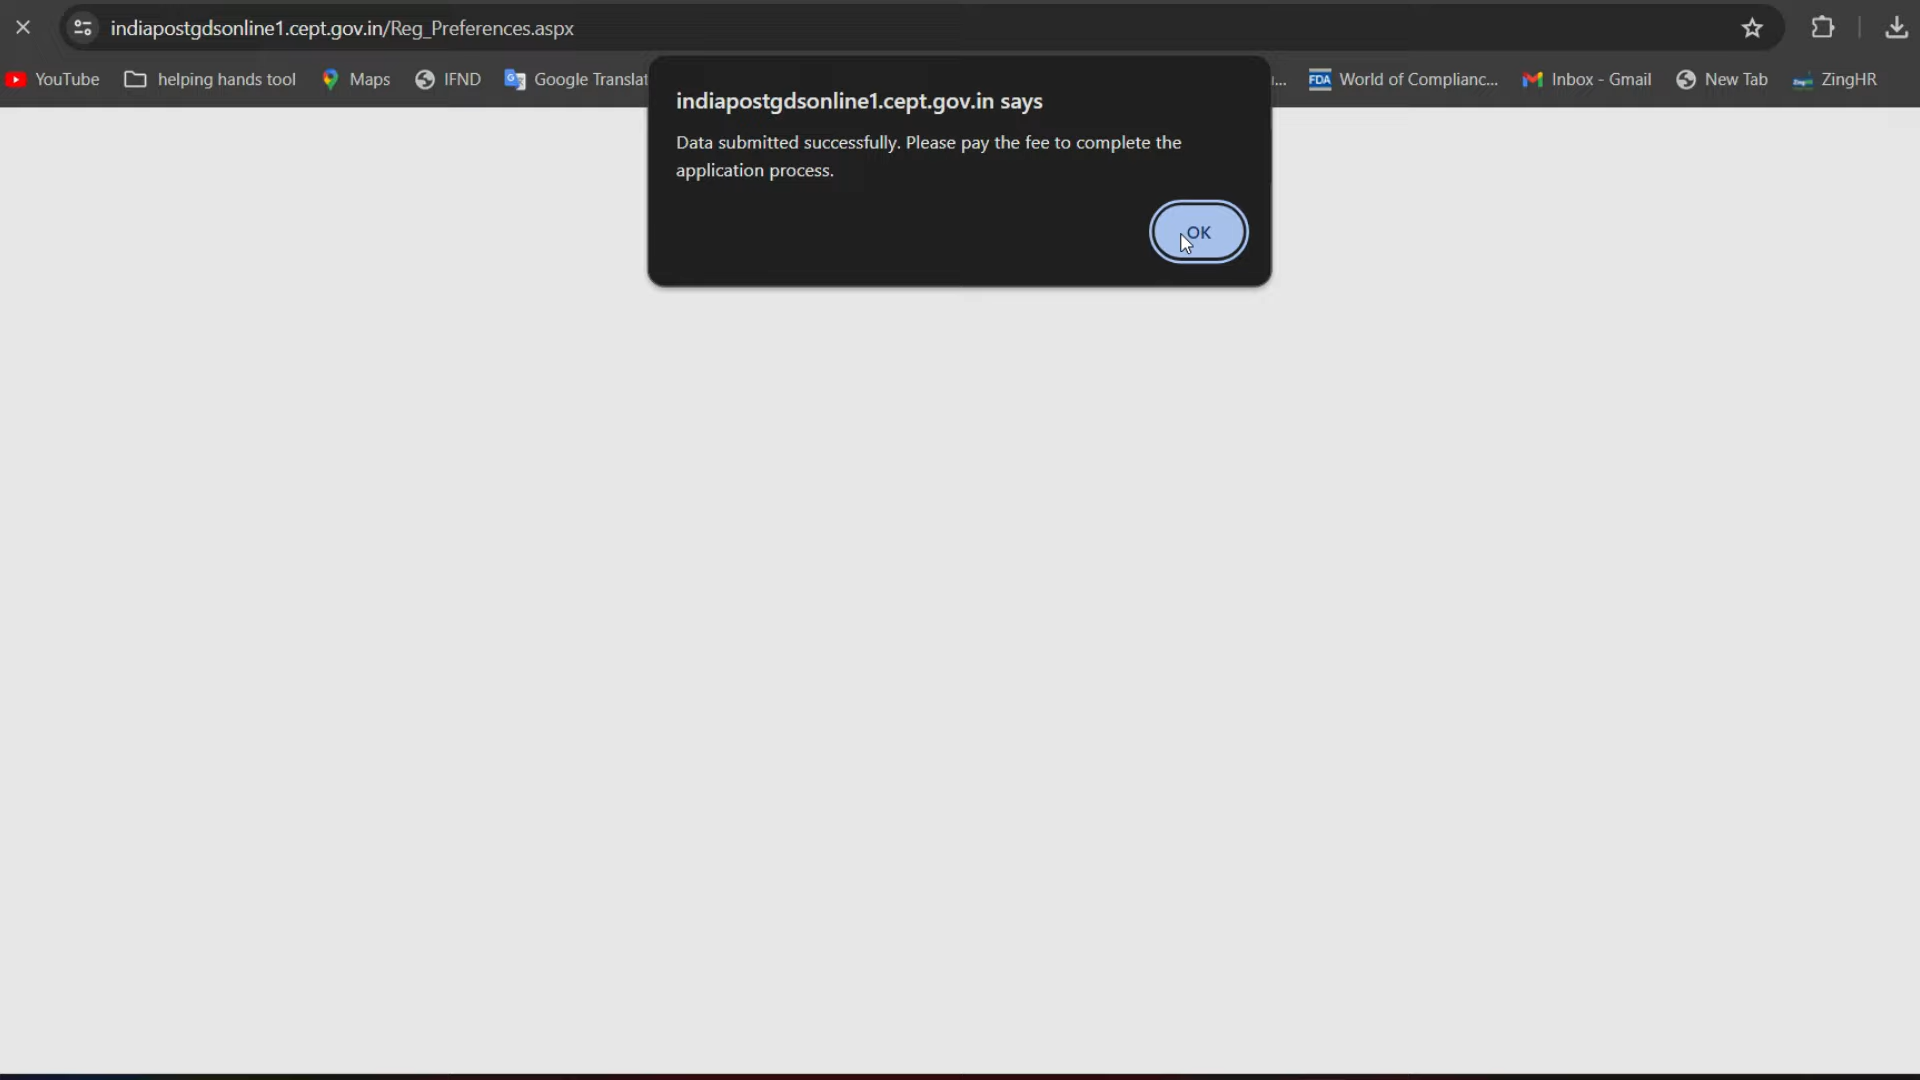 indiapostgdsonline1.cept.gov.in/Reg_Preferences.aspx
YouTube helping hands tool Maps IFND Google Translat ... World of Complianc... Inbox - Gmail New Tab ZingHR
FDA
indiapostgdsonline1.cept.gov.in says
Data submitted successfully. Please pay the fee to complete the
application process.
OK